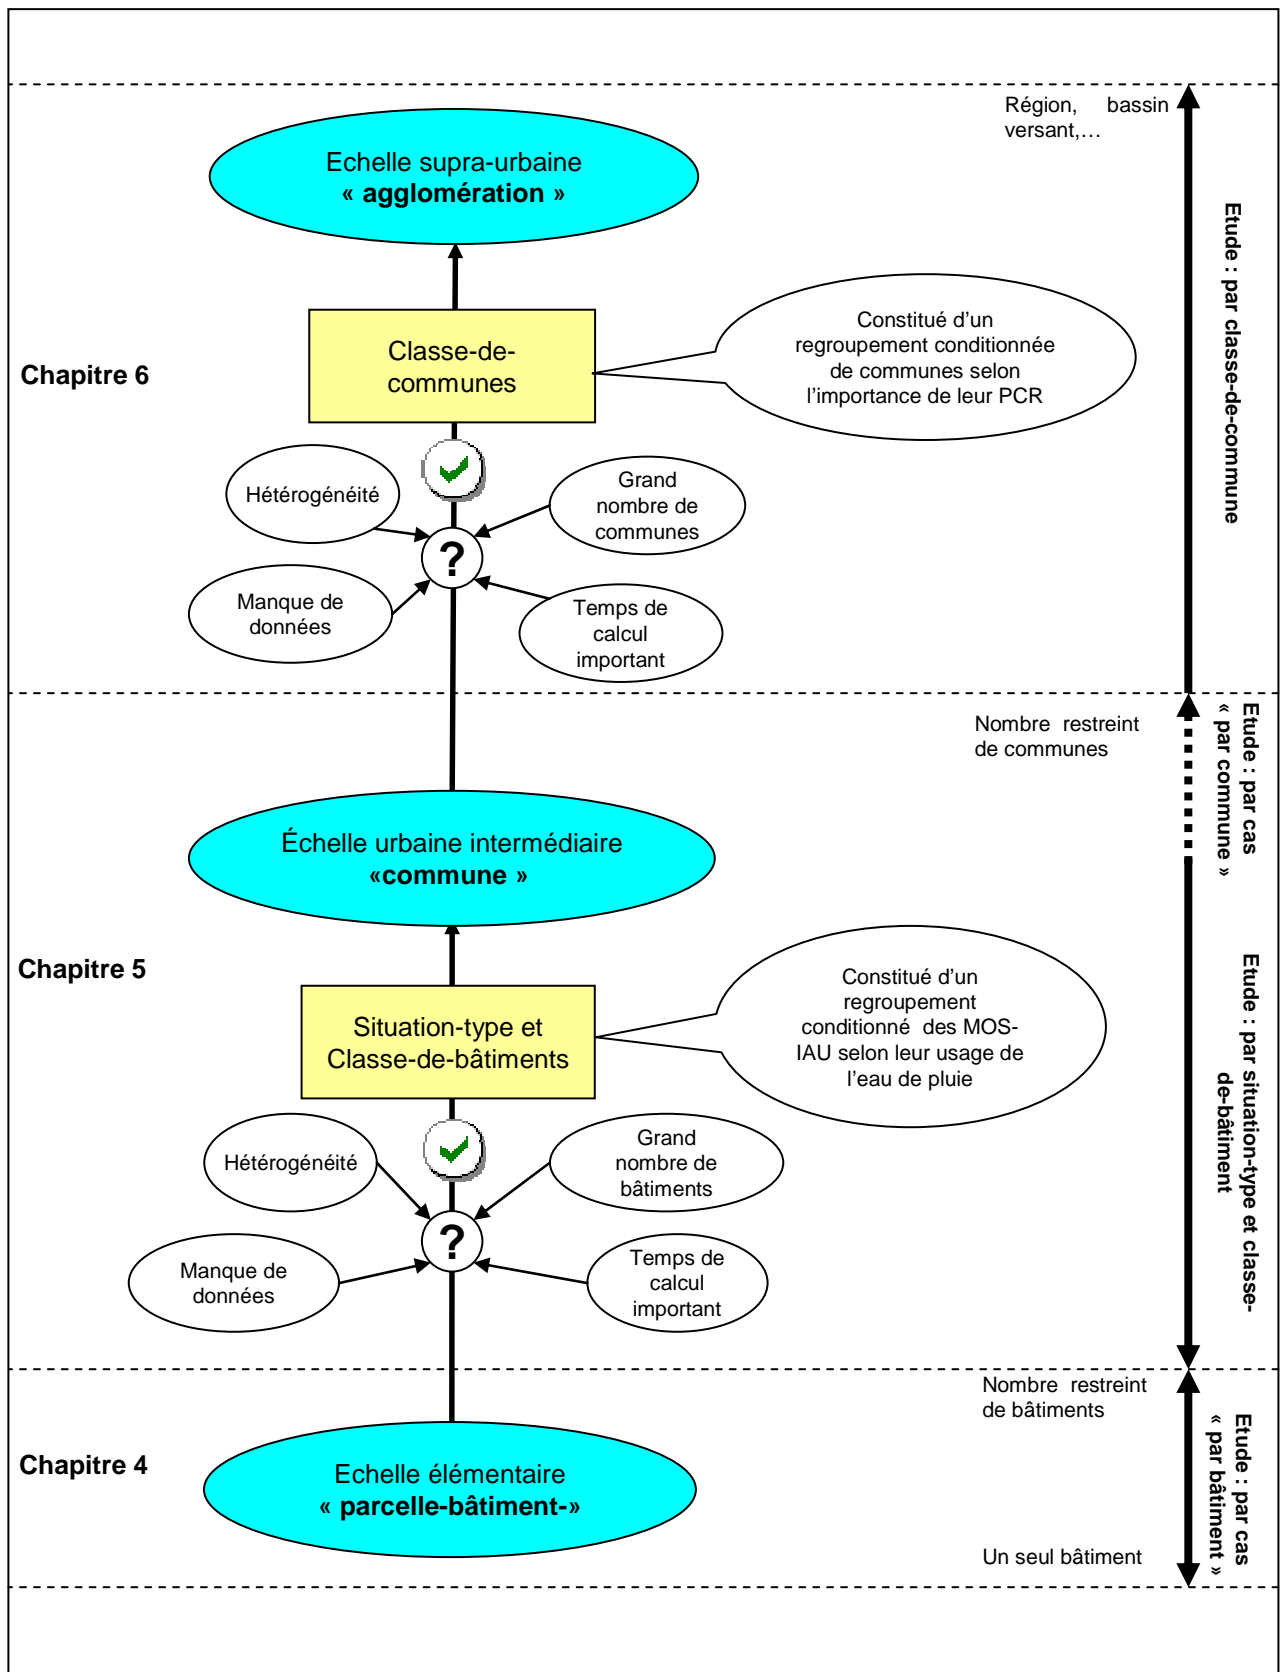 Région, bassin
versant,...
Echelle supra-urbaine
« agglomération »
Etude : par classe-de-commune
Chapitre 6
Classe-de-
communes
Constitué d’un
regroupement conditionnée
de communes selon
l’importance de leur PCR
Hétérogénéité
Grand
nombre de
communes
?
Manque de
données
Temps de
calcul
important
Nombre restreint
de communes
Etude : par cas
« par commune »
Échelle urbaine intermédiaire
«commune »
Chapitre 5
Situation-type et
Classe-de-bâtiments
Constitué d’un
regroupement
conditionné des MOS-
IAU selon leur usage de
l’eau de pluie
Etude : par situation-type et classe-
de-bâtiment
Hétérogénéité
Grand
nombre de
bâtiments
?
Manque de
données
Temps de
calcul
important
Nombre restreint
de bâtiments
Chapitre 4
Echelle élémentaire
« parcelle-bâtiment-»
Etude : par cas
« par bâtiment »
Un seul bâtiment